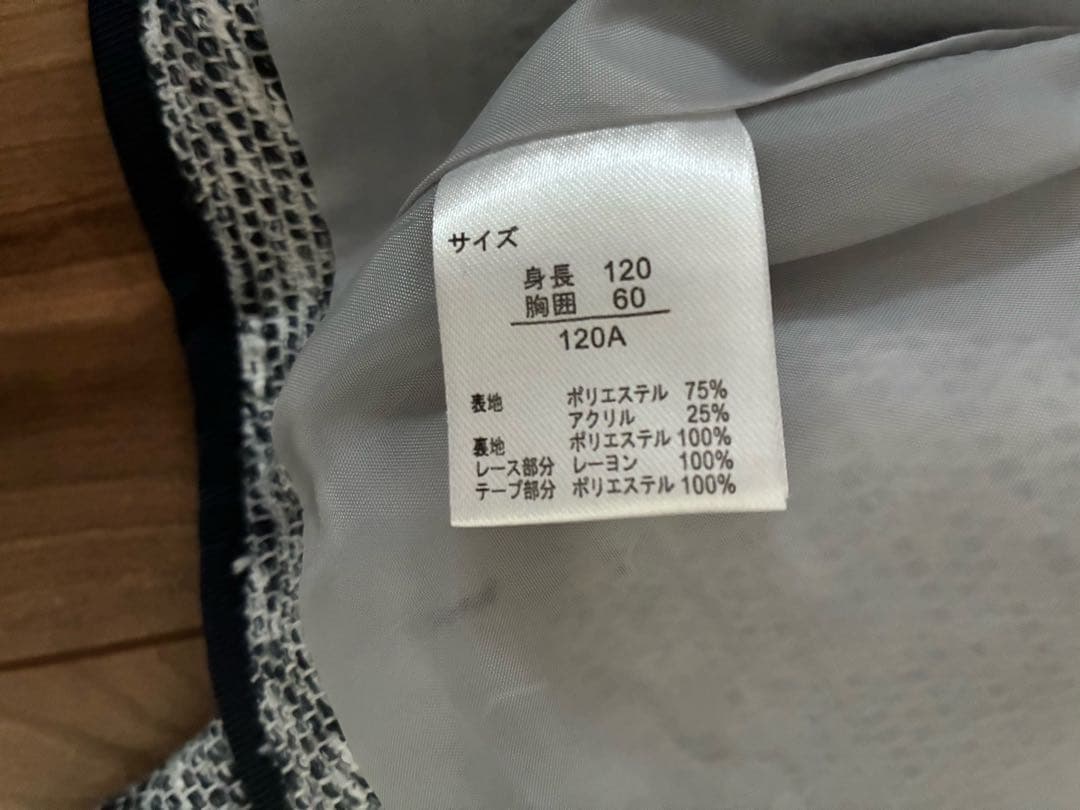 サイズ
身長 120
胸囲 60
120A
表地 ポリエステル 75%
アクリル 25%
裏地 ポリエステル 100%
レース部分 レーヨン 100%
テープ部分 ポリエステル 100%